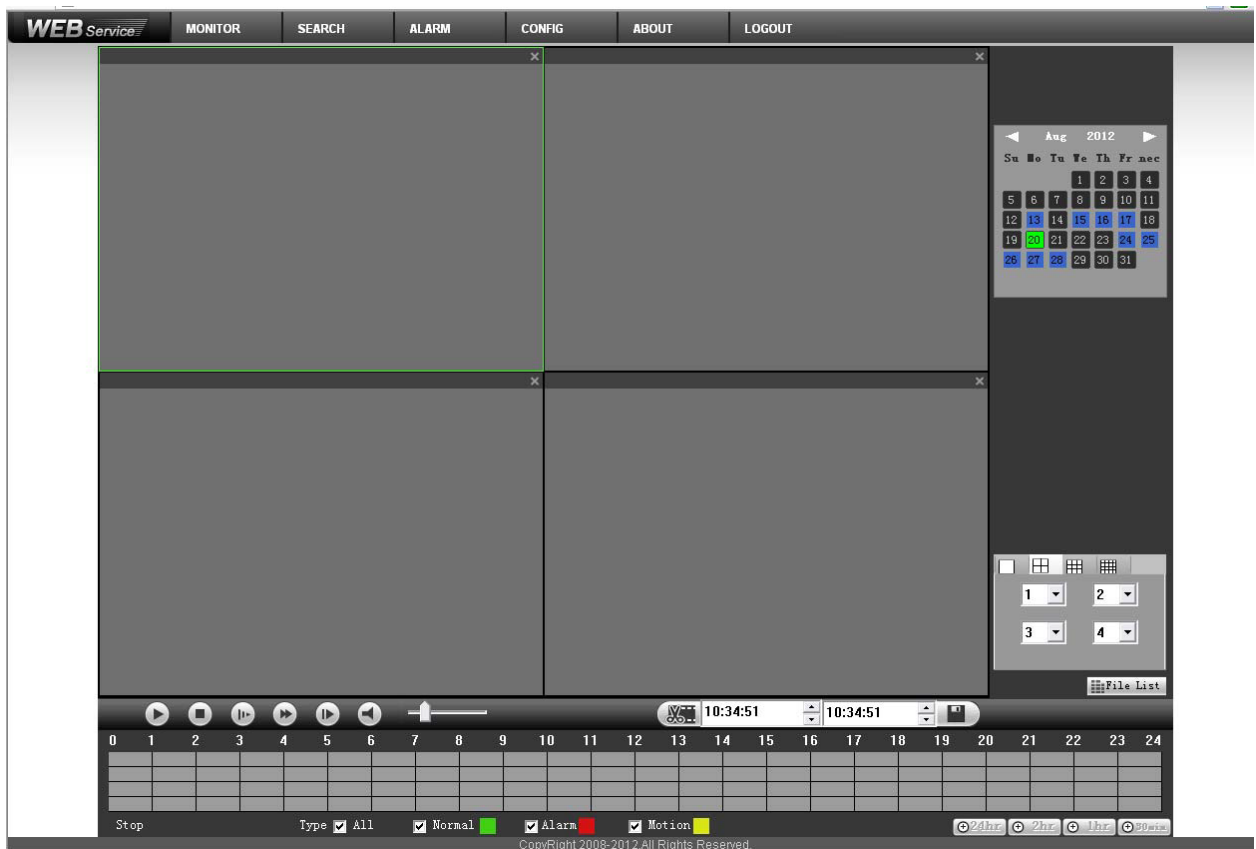 WEB Service MONITOR SEARCH ALARM CONFIG ABOUT LOGOUT
Aug 2012
Su Mo Tu We Th Fr nec
1 2 3 4
5 6 7 8 9 10 11
12 13 14 15 16 17 18
19 20 21 22 23 24 25
26 27 28 29 30 31
1 2
3 4
File List
10:34:51 10:34:51
0 1 2 3 4 5 6 7 8 9 10 11 12 13 14 15 16 17 18 19 20 21 22 23 24
Stop Type All Normal Alarm Motion 24hr 2hr 1hr 30min
CopyRight 2008-2012,All Rights Reserved.